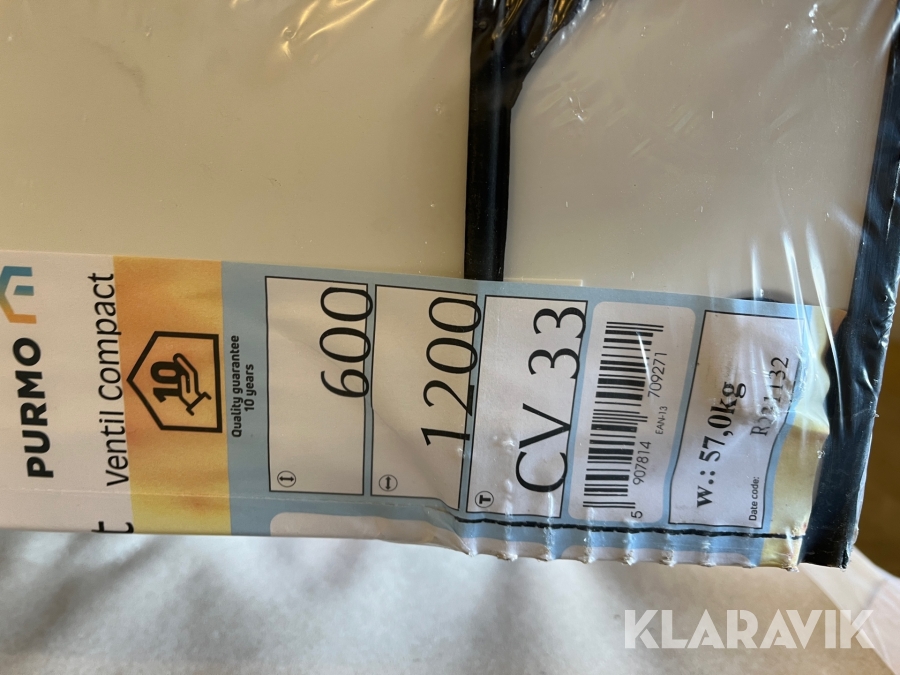 PURMO
Ventil compact
10
Quality guarantee
10 years
600
1200
T
CV 33
5 907814 709271
EAN-13
w.: 57,0kg
Date code:
KLARAVIK